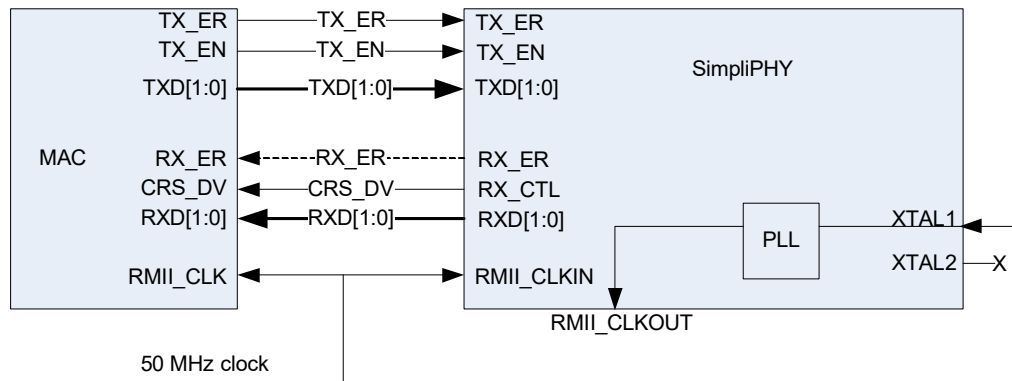 TX_ER TX_ER TX_ER
TX_EN TX_EN TX_EN
TXD[1:0] TXD[1:0] TXD[1:0]
SimpliPHY
MAC
RX_ER RX_ER RX_ER
CRS_DV CRS_DV RX_CTL
RXD[1:0] RXD[1:0] RXD[1:0]
XTAL1
PLL
XTAL2 X
RMII_CLK RMII_CLKIN
RMII_CLKOUT
50 MHz clock